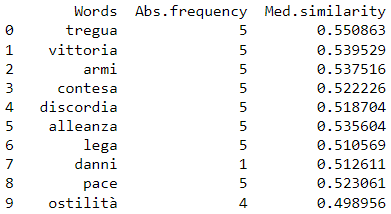 Words Abs.frequency Med.similarity
0 tregua 5 0.550863
1 vittoria 5 0.539529
2 armi 5 0.537516
3 contesa 5 0.522226
4 discordia 5 0.518704
5 alleanza 5 0.535604
6 lega 5 0.510569
7 danni 1 0.512611
8 pace 5 0.523061
9 ostilità 4 0.498956